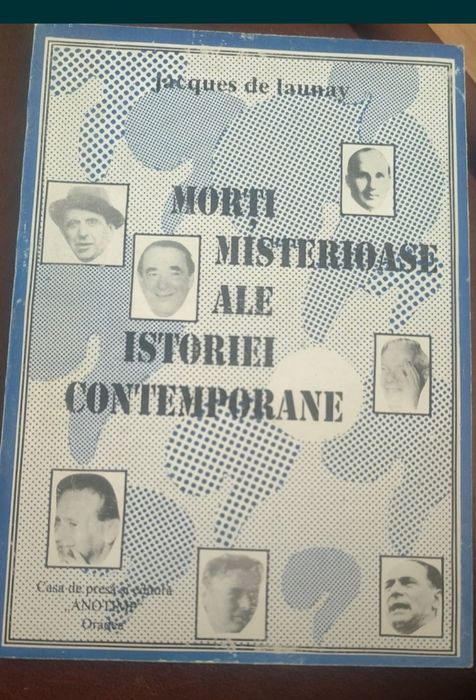 Jacques de launay
MORȚI
MISTERIOASE
ALE
ISTORIEI
CONTEMPORANE
Casa de presă și editură
„ANOTIMP"
Oradea